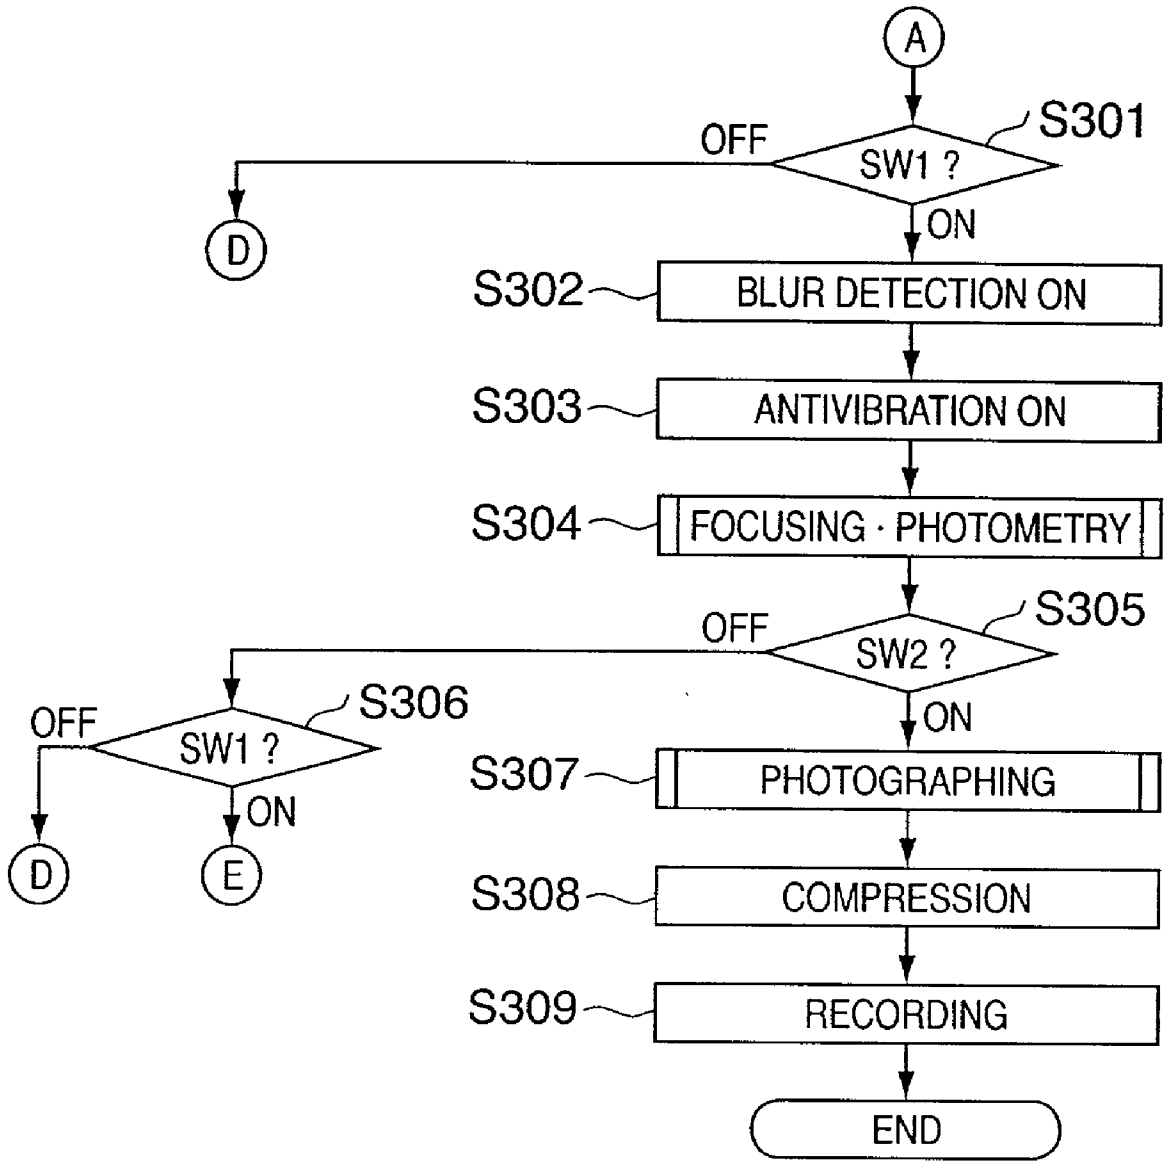 A
S301
OFF
SW1 ?
ON
D
S302
BLUR DETECTION ON
S303
ANTIVIBRATION ON
S304
FOCUSING · PHOTOMETRY
S305
OFF
SW2 ?
ON
S306
OFF
SW1 ?
ON
D
E
S307
PHOTOGRAPHING
S308
COMPRESSION
S309
RECORDING
END